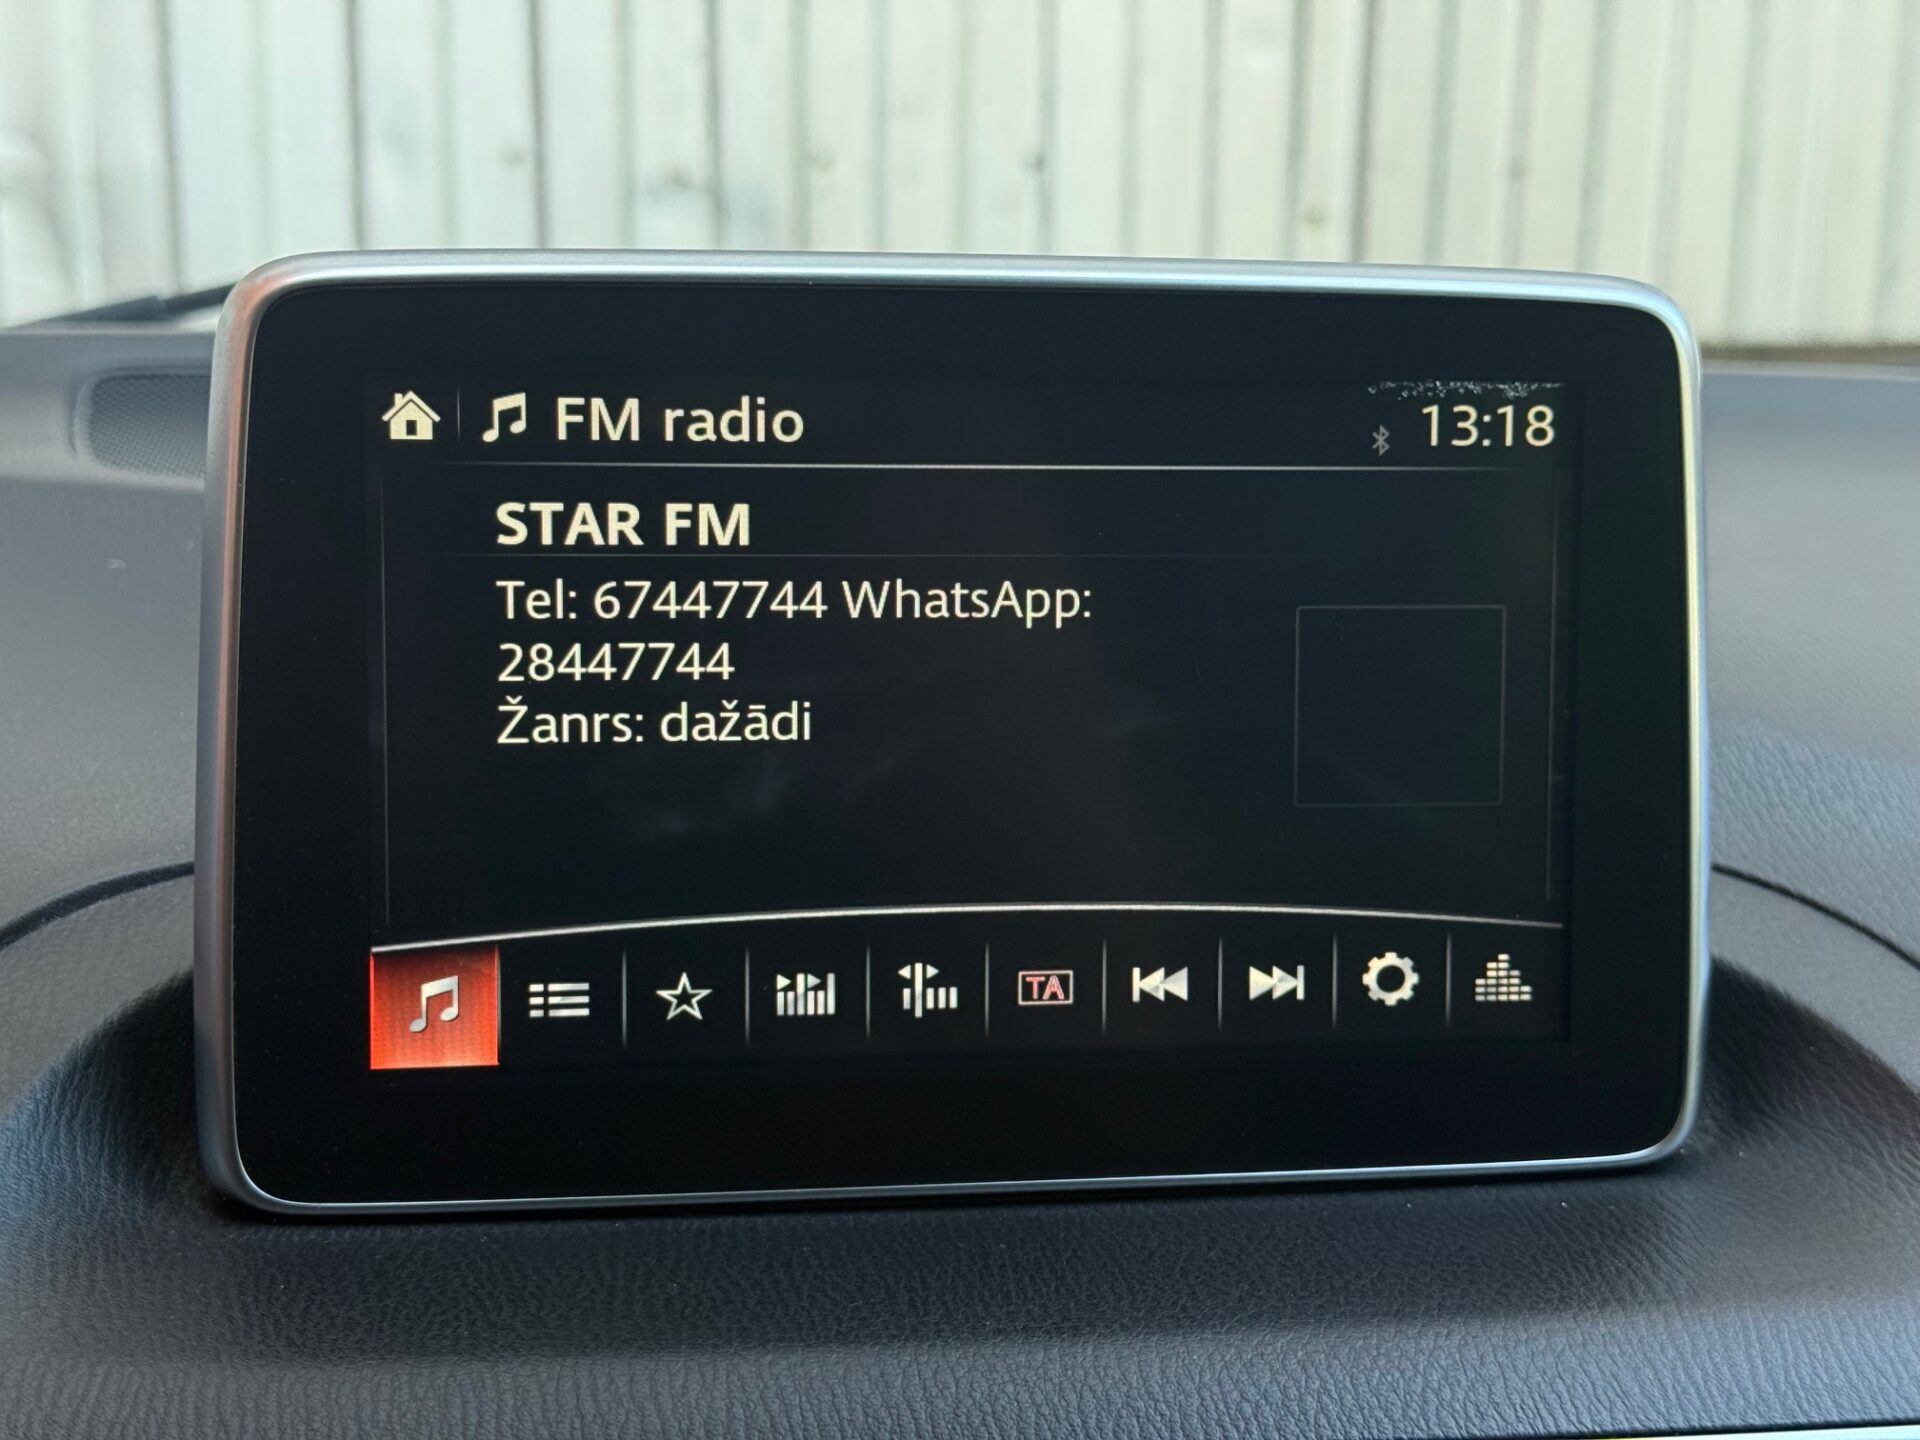 FM radio
13:18
STAR FM
Tel: 67447744 WhatsApp:
28447744
Žanrs: dažādi
TA